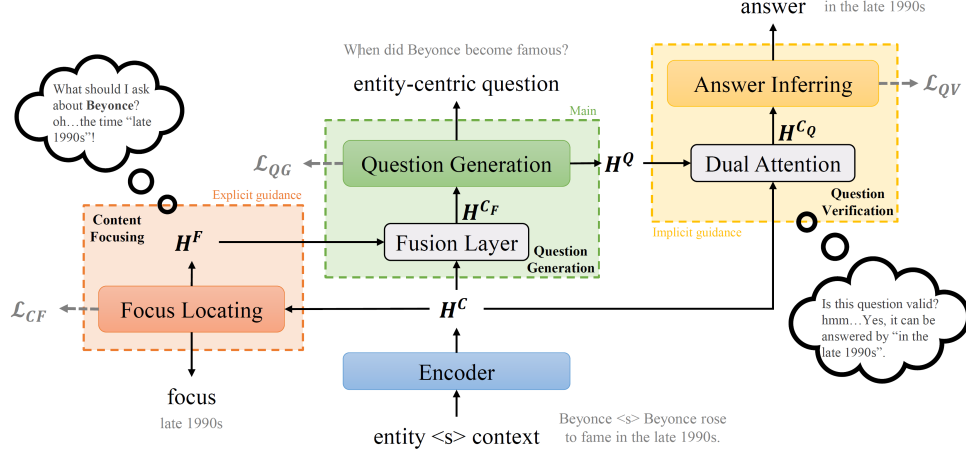 answer
in the late 1990s
When did Beyonce become famous?
entity-centric question
What should I ask
about Beyonce?
oh…the time “late
1990s”!
Answer Inferring
ℒ_QV
Main
H^{C_Q}
Question Generation
ℒ_QG
H^Q
Dual Attention
Explicit guidance
Content
Focusing
H^{C_F}
Question
Verification
Implicit guidance
H^F
Fusion Layer
Question
Generation
Focus Locating
ℒ_CF
H^C
Is this question valid?
hmm…Yes, it can be
answered by “in the
late 1990s”.
Encoder
focus
late 1990s
entity <s> context
Beyonce <s> Beyonce rose
to fame in the late 1990s.